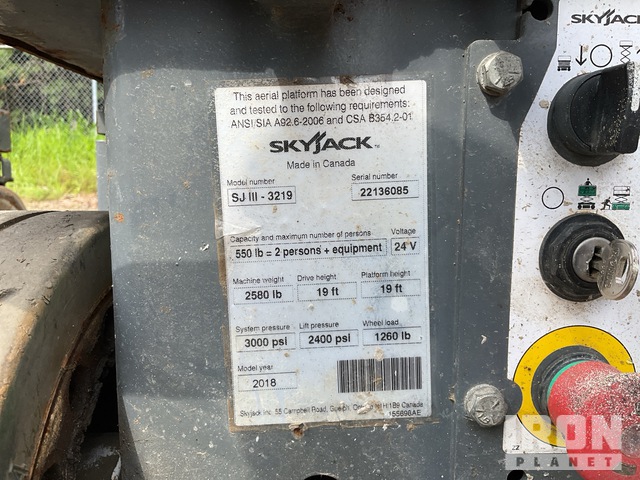 This aerial platform has been designed
and tested to the following requirements:
ANSI/SIA A92.6-2006 and CSA B354.2-01
SKYJACK
Made in Canada
Model number
Serial number
SJ III - 3219
22136085
Capacity and maximum number of persons
Voltage
550 lb = 2 persons + equipment
24 V
Machine weight
Drive height
Platform height
2580 lb
19 ft
19 ft
System pressure
Lift pressure
Wheel load
3000 psi
2400 psi
1260 lb
Model year
2018
Skyjack Inc. 55 Campbell Road, Guelph, Canada
155698AE
SKYJAC
IRON
PLANET